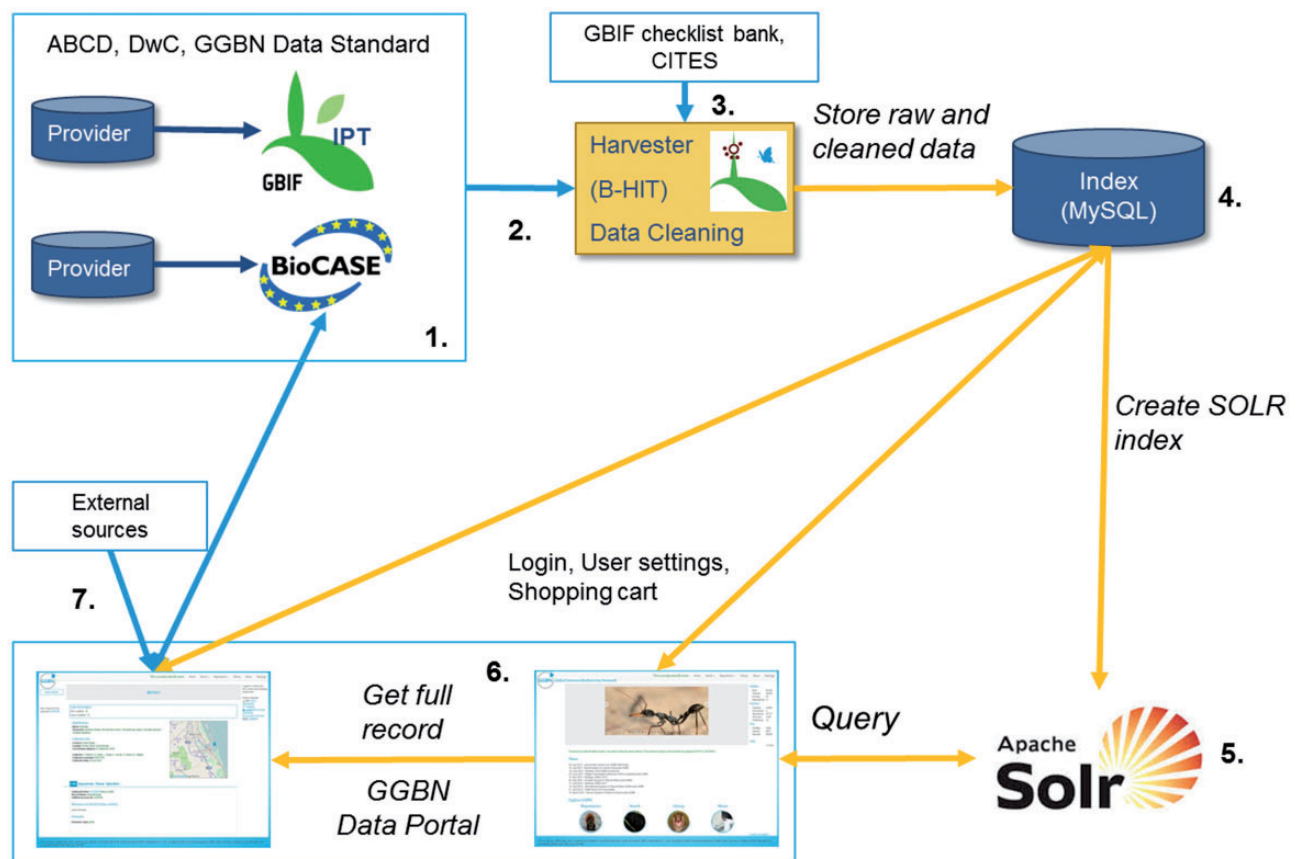 ABCD, DwC, GGBN Data Standard
Provider
IPT
GBIF
Provider
BioCASE
1.
2.
GBIF checklist bank,
CITES
3.
Harvester
(B-HIT)
Data Cleaning
Store raw and
cleaned data
Index
(MySQL)
4.
Create SOLR
index
External
sources
7.
Login, User settings,
Shopping cart
6.
Get full
record
GGBN
Data Portal
Query
Apache
Solr
5.